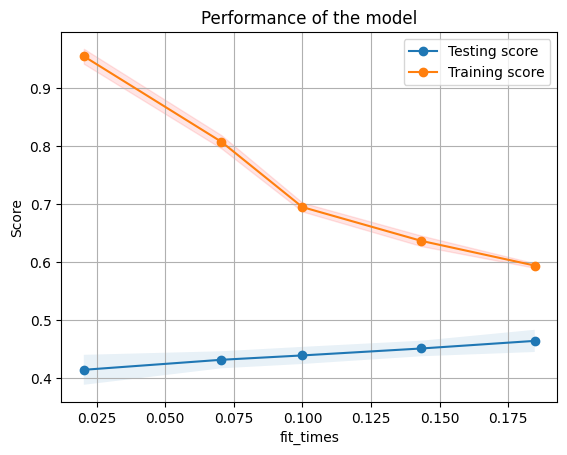 Performance of the model
Testing score
Training score
Score
0.9
0.8
0.7
0.6
0.5
0.4
0.025
0.050
0.075
0.100
0.125
0.150
0.175
fit_times